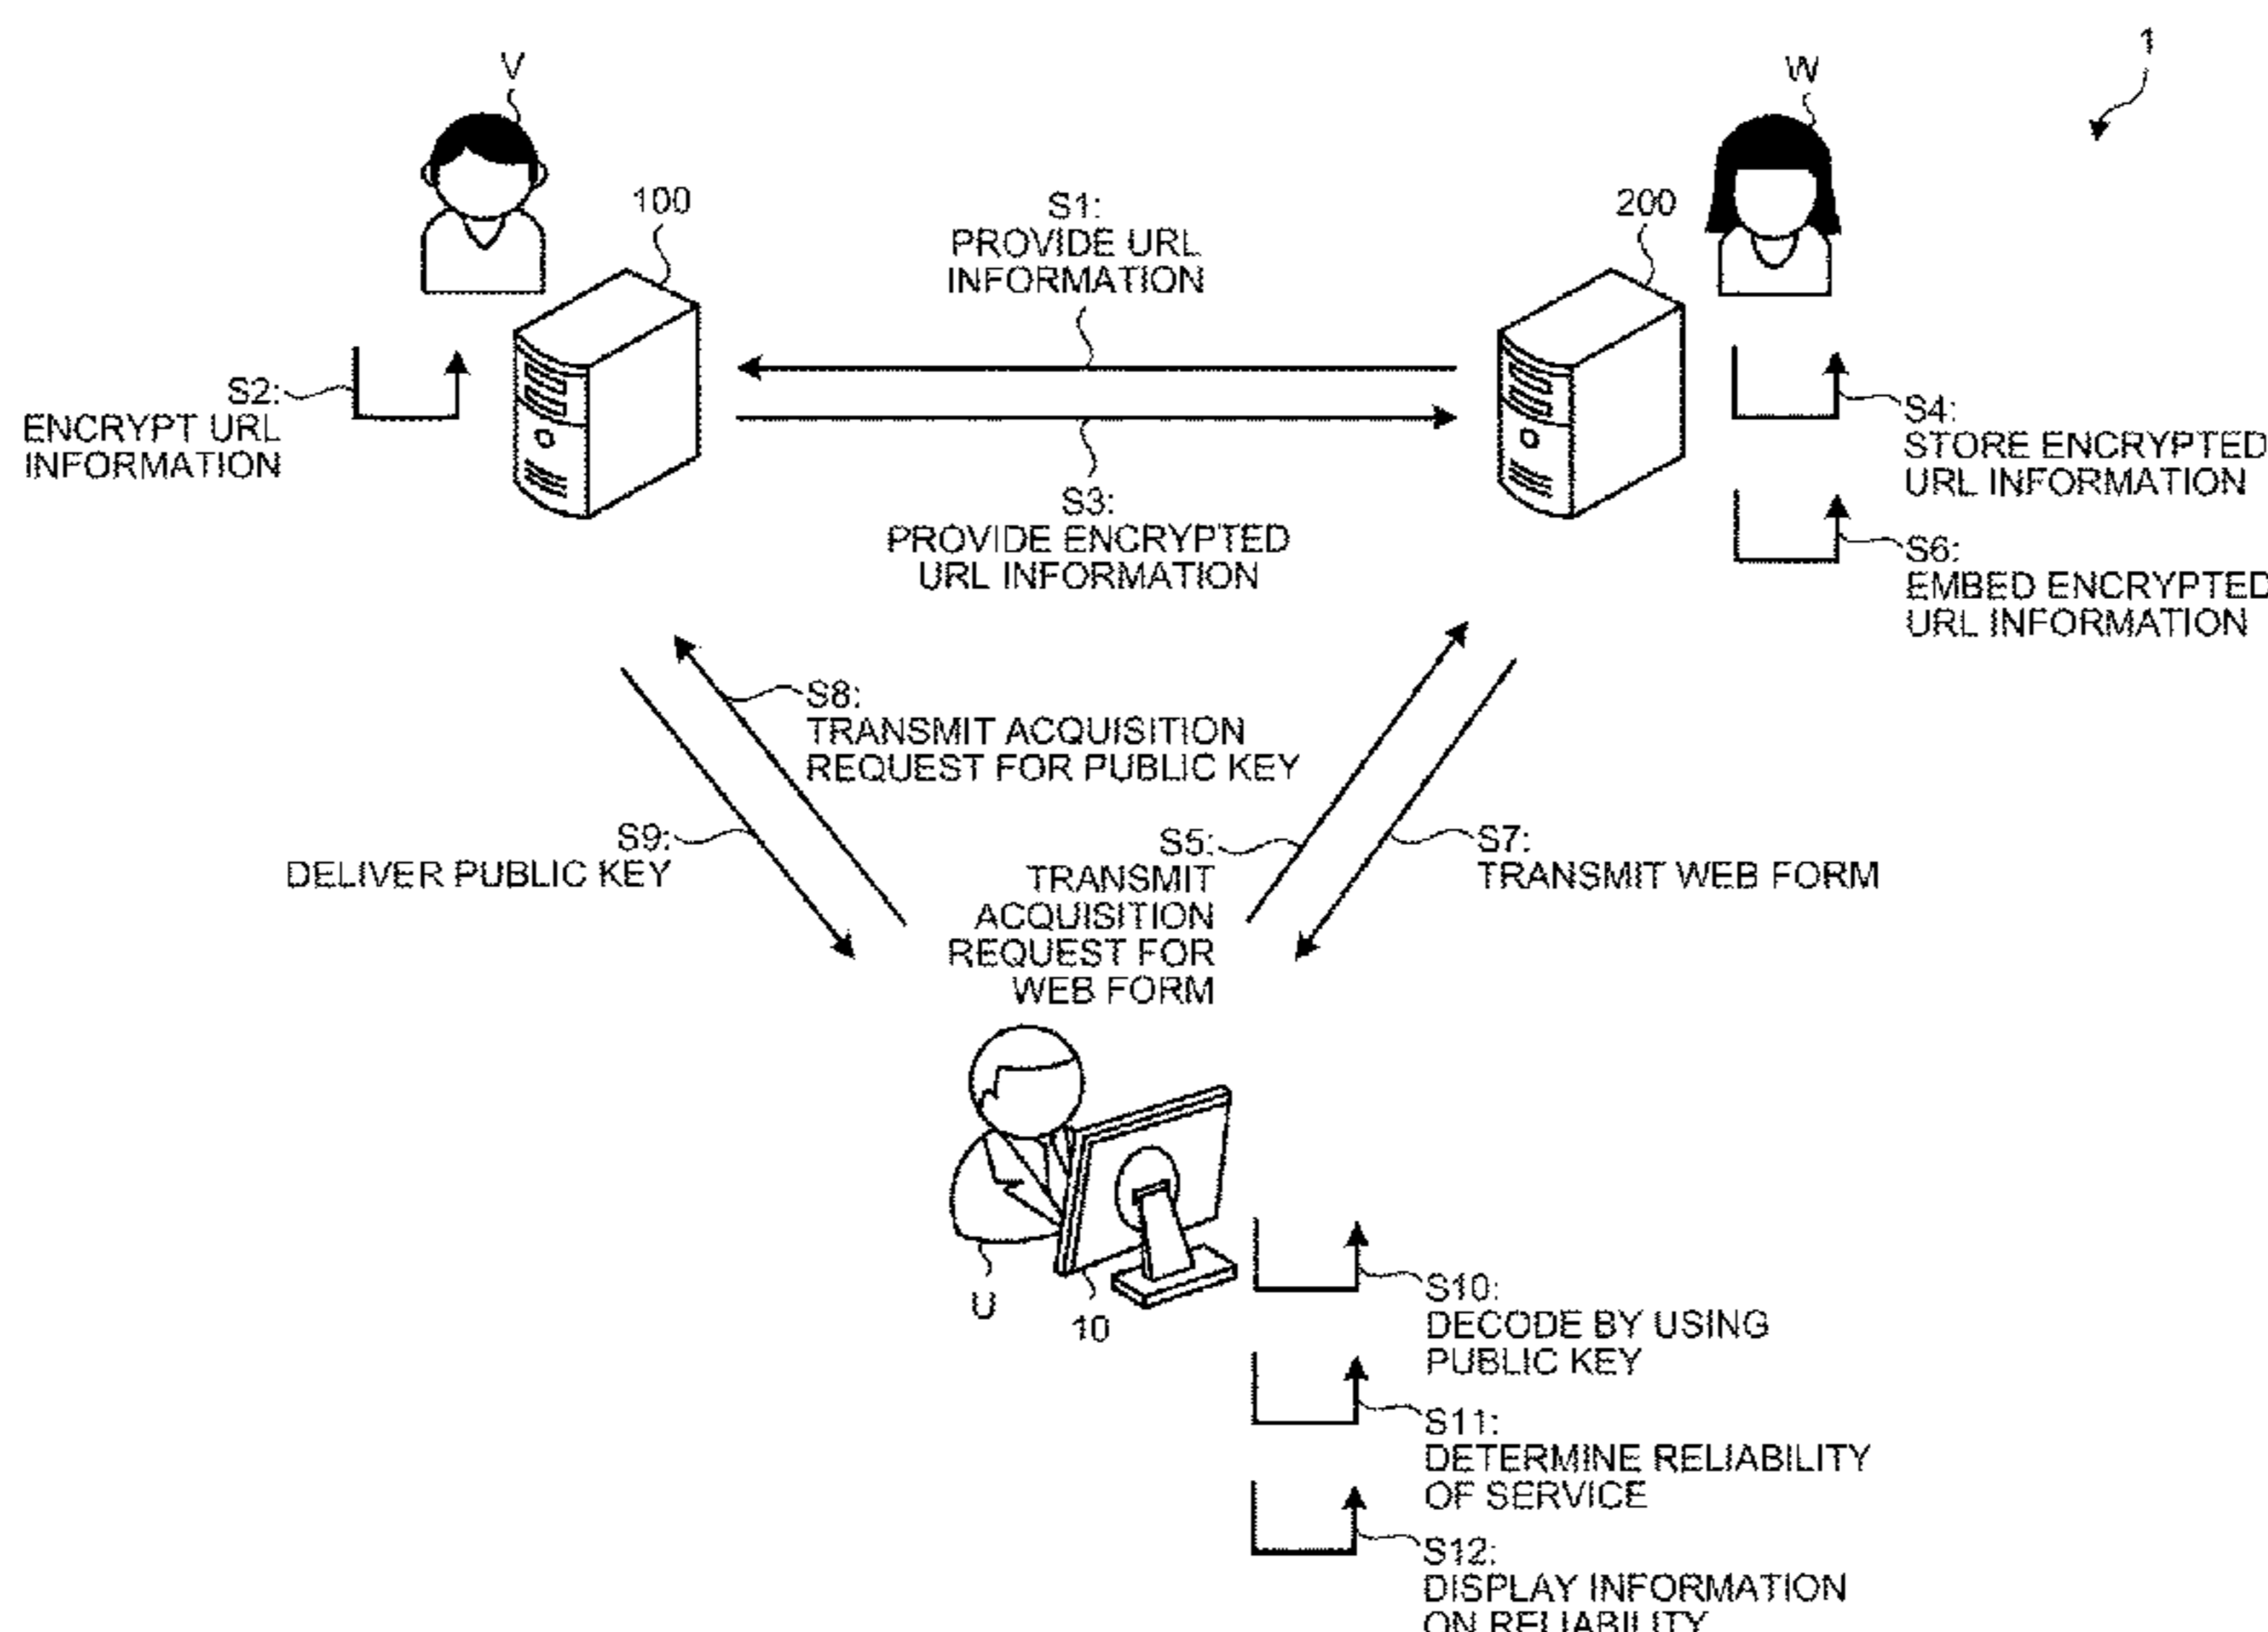 1
V
W
100
200
S1:
PROVIDE URL
INFORMATION
S2:
ENCRYPT URL
INFORMATION
S3:
PROVIDE ENCRYPTED
URL INFORMATION
S4:
STORE ENCRYPTED
URL INFORMATION
S6:
EMBED ENCRYPTED
URL INFORMATION
S8:
TRANSMIT ACQUISITION
REQUEST FOR PUBLIC KEY
S9:
DELIVER PUBLIC KEY
S5:
TRANSMIT
ACQUISITION
REQUEST FOR
WEB FORM
S7:
TRANSMIT WEB FORM
U
10
S10:
DECODE BY USING
PUBLIC KEY
S11:
DETERMINE RELIABILITY
OF SERVICE
S12:
DISPLAY INFORMATION
ON RELIABILITY